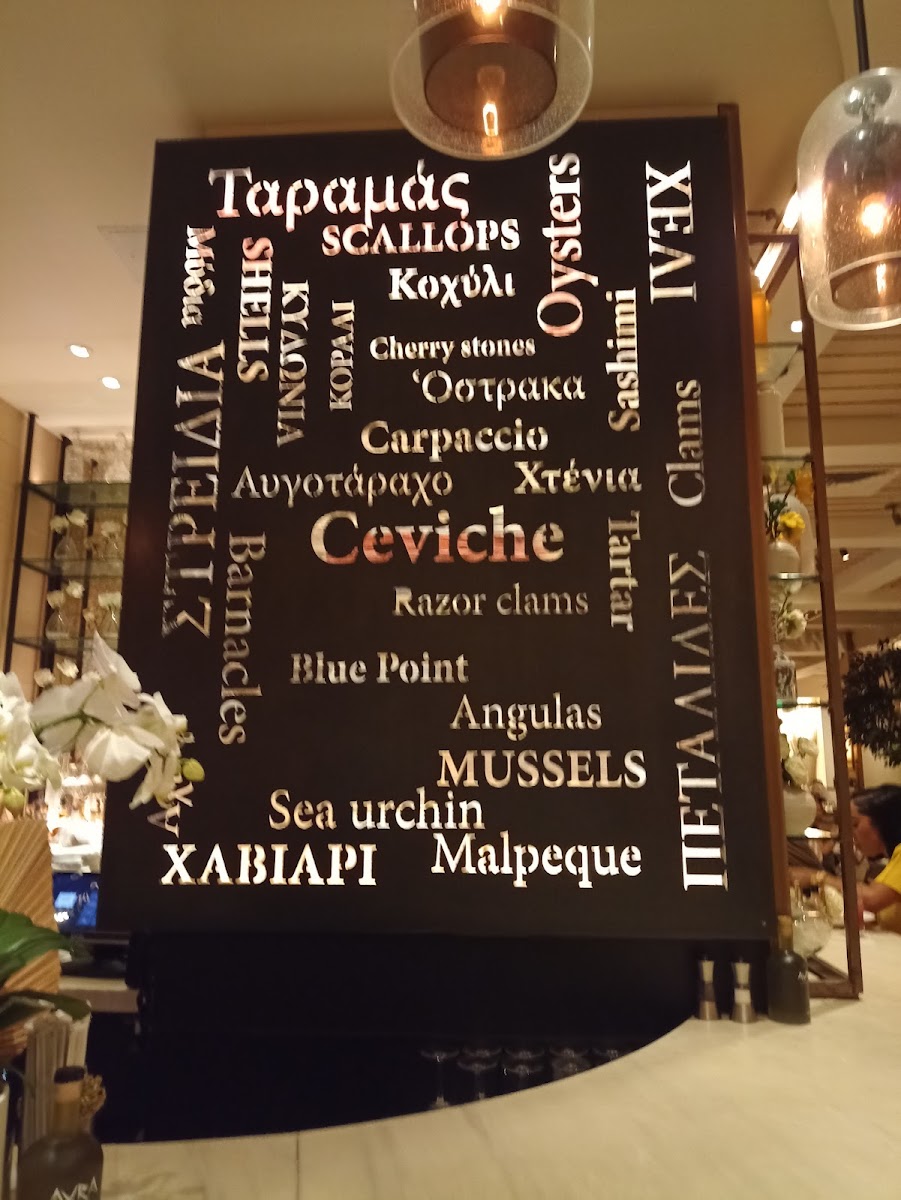 Ταραμάς
SCALLOPS
Oysters
Μύδια
SHELLS
ΚΥΔΩΝΙΑ
ΚΟΡΑΛΙ
Κοχύλι
Cherry stones
Όστρακα
Sashimi
Carpaccio
Αυγοτάραχο
Χτένια
Clams
ΣΤΡΕΙΔΙΑ
Barnacles
Ceviche
Tartar
Razor clams
Blue Point
Angulas
MUSSELS
Sea urchin
ΧΑΒΙΑΡΙ
Malpeque
ΠΕΤΑΛΙΔΕΣ
AVRA